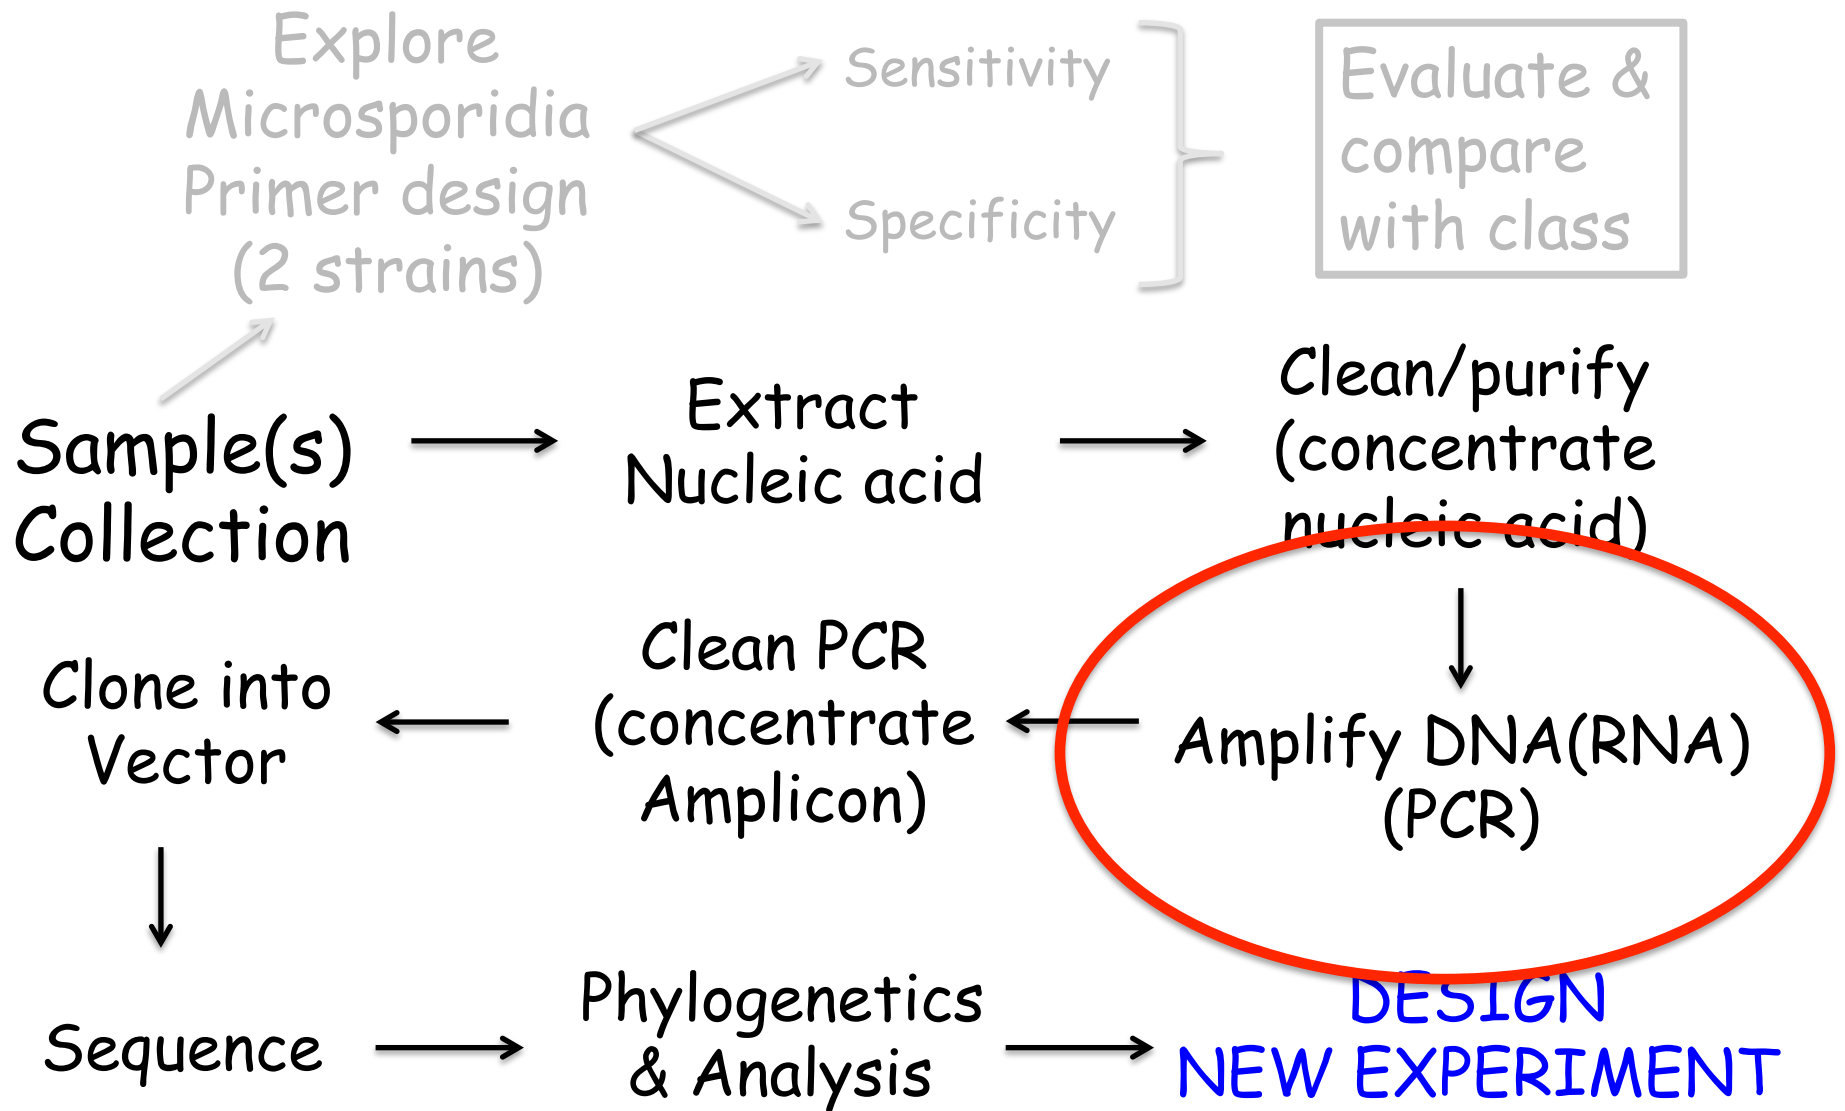 Explore
Microsporidia
Primer design
(2 strains)
Sensitivity
Specificity
Evaluate &
compare
with class
Sample(s)
Collection
Extract
Nucleic acid
Clean/purify
(concentrate
nucleic acid)
Amplify DNA(RNA)
(PCR)
Clean PCR
(concentrate
Amplicon)
Clone into
Vector
Sequence
Phylogenetics
& Analysis
DESIGN
NEW EXPERIMENT